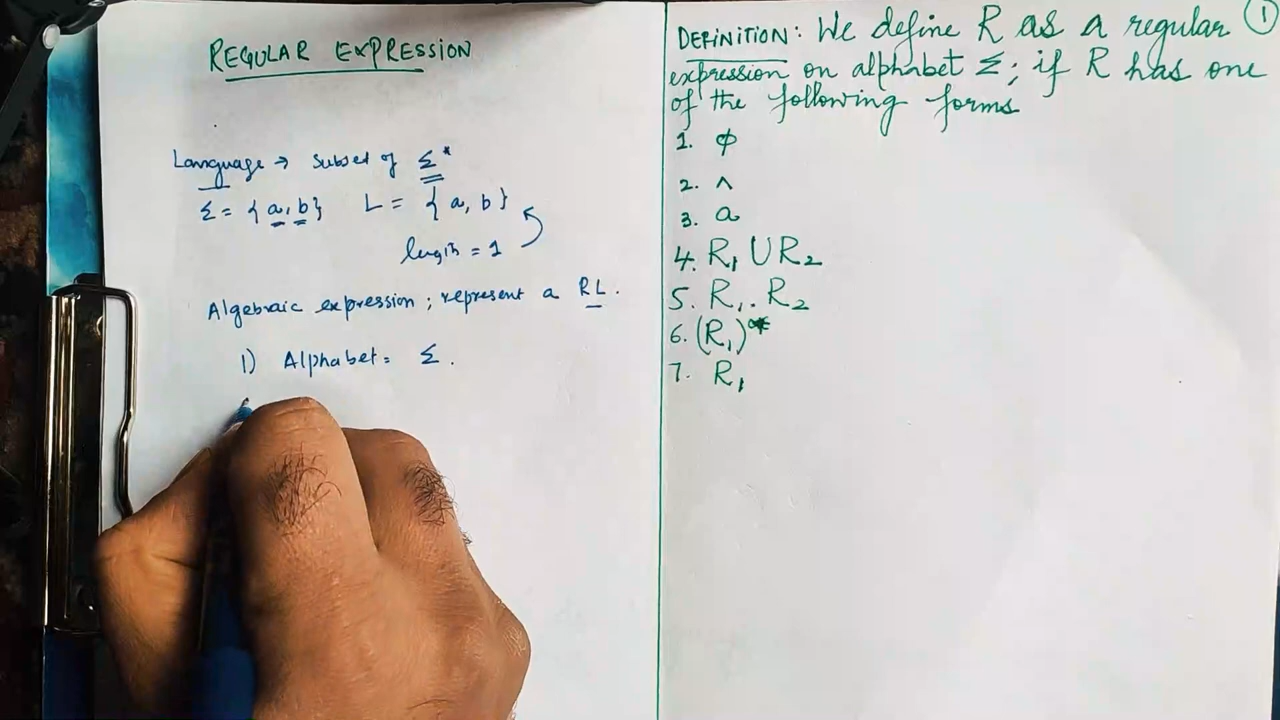 REGULAR EXPRESSION
Language → subset of Σ*
Σ = {a, b} L = {a, b}
length = 1
Algebraic expression ; represent a RL.
1) Alphabet = Σ.
DEFINITION: We define R as a regular ①
expression on alphabet Σ; if R has one
of the following forms
1. ϕ
2. ^
3. a
4. R₁ U R₂
5. R₁. R₂
6. (R₁)*
7. R₁